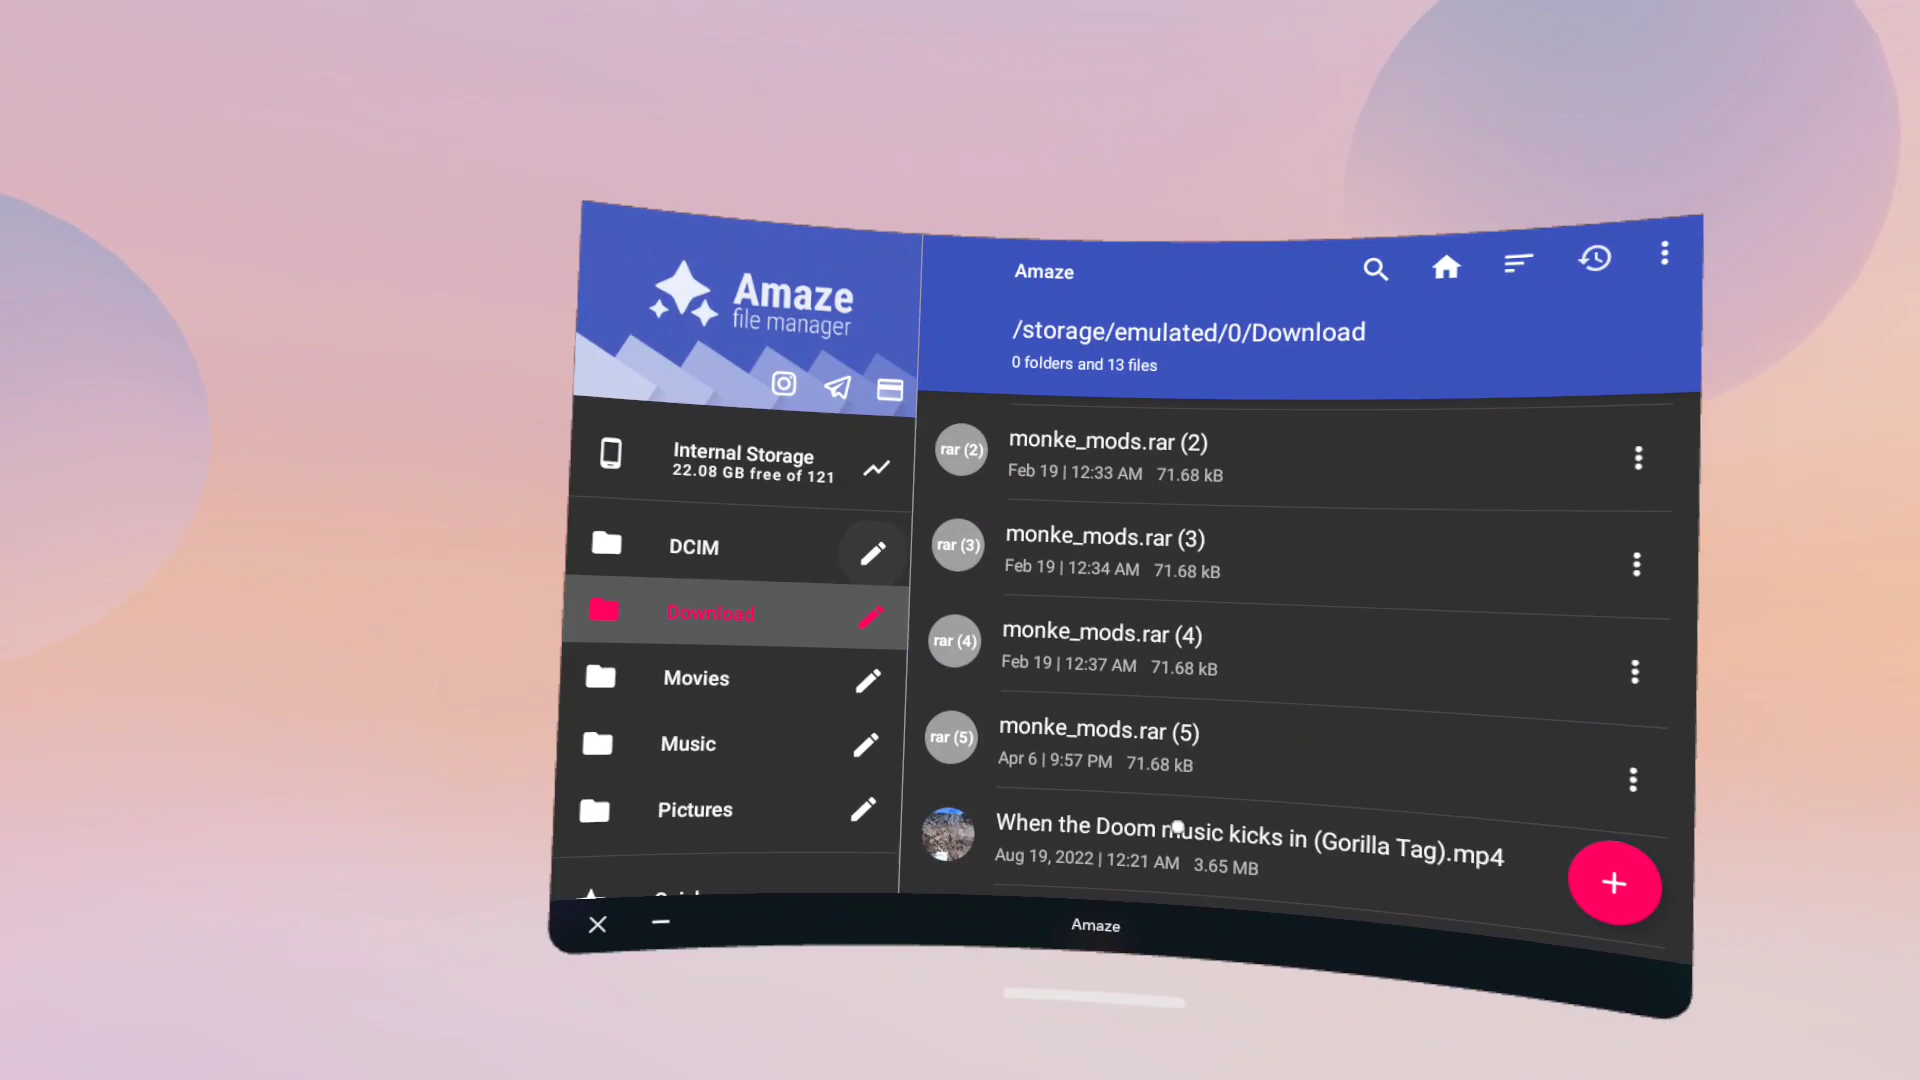 Amaze
file manager
Internal Storage
22.08 GB free of 121
DCIM
Download
Movies
Music
Pictures
Amaze
/storage/emulated/0/Download
0 folders and 13 files
rar (2)
monke_mods.rar (2)
Feb 19 | 12:33 AM 71.68 kB
rar (3)
monke_mods.rar (3)
Feb 19 | 12:34 AM 71.68 kB
rar (4)
monke_mods.rar (4)
Feb 19 | 12:37 AM 71.68 kB
rar (5)
monke_mods.rar (5)
Apr 6 | 9:57 PM 71.68 kB
When the Doom music kicks in (Gorilla Tag).mp4
Aug 19, 2022 | 12:21 AM 3.65 MB
Amaze